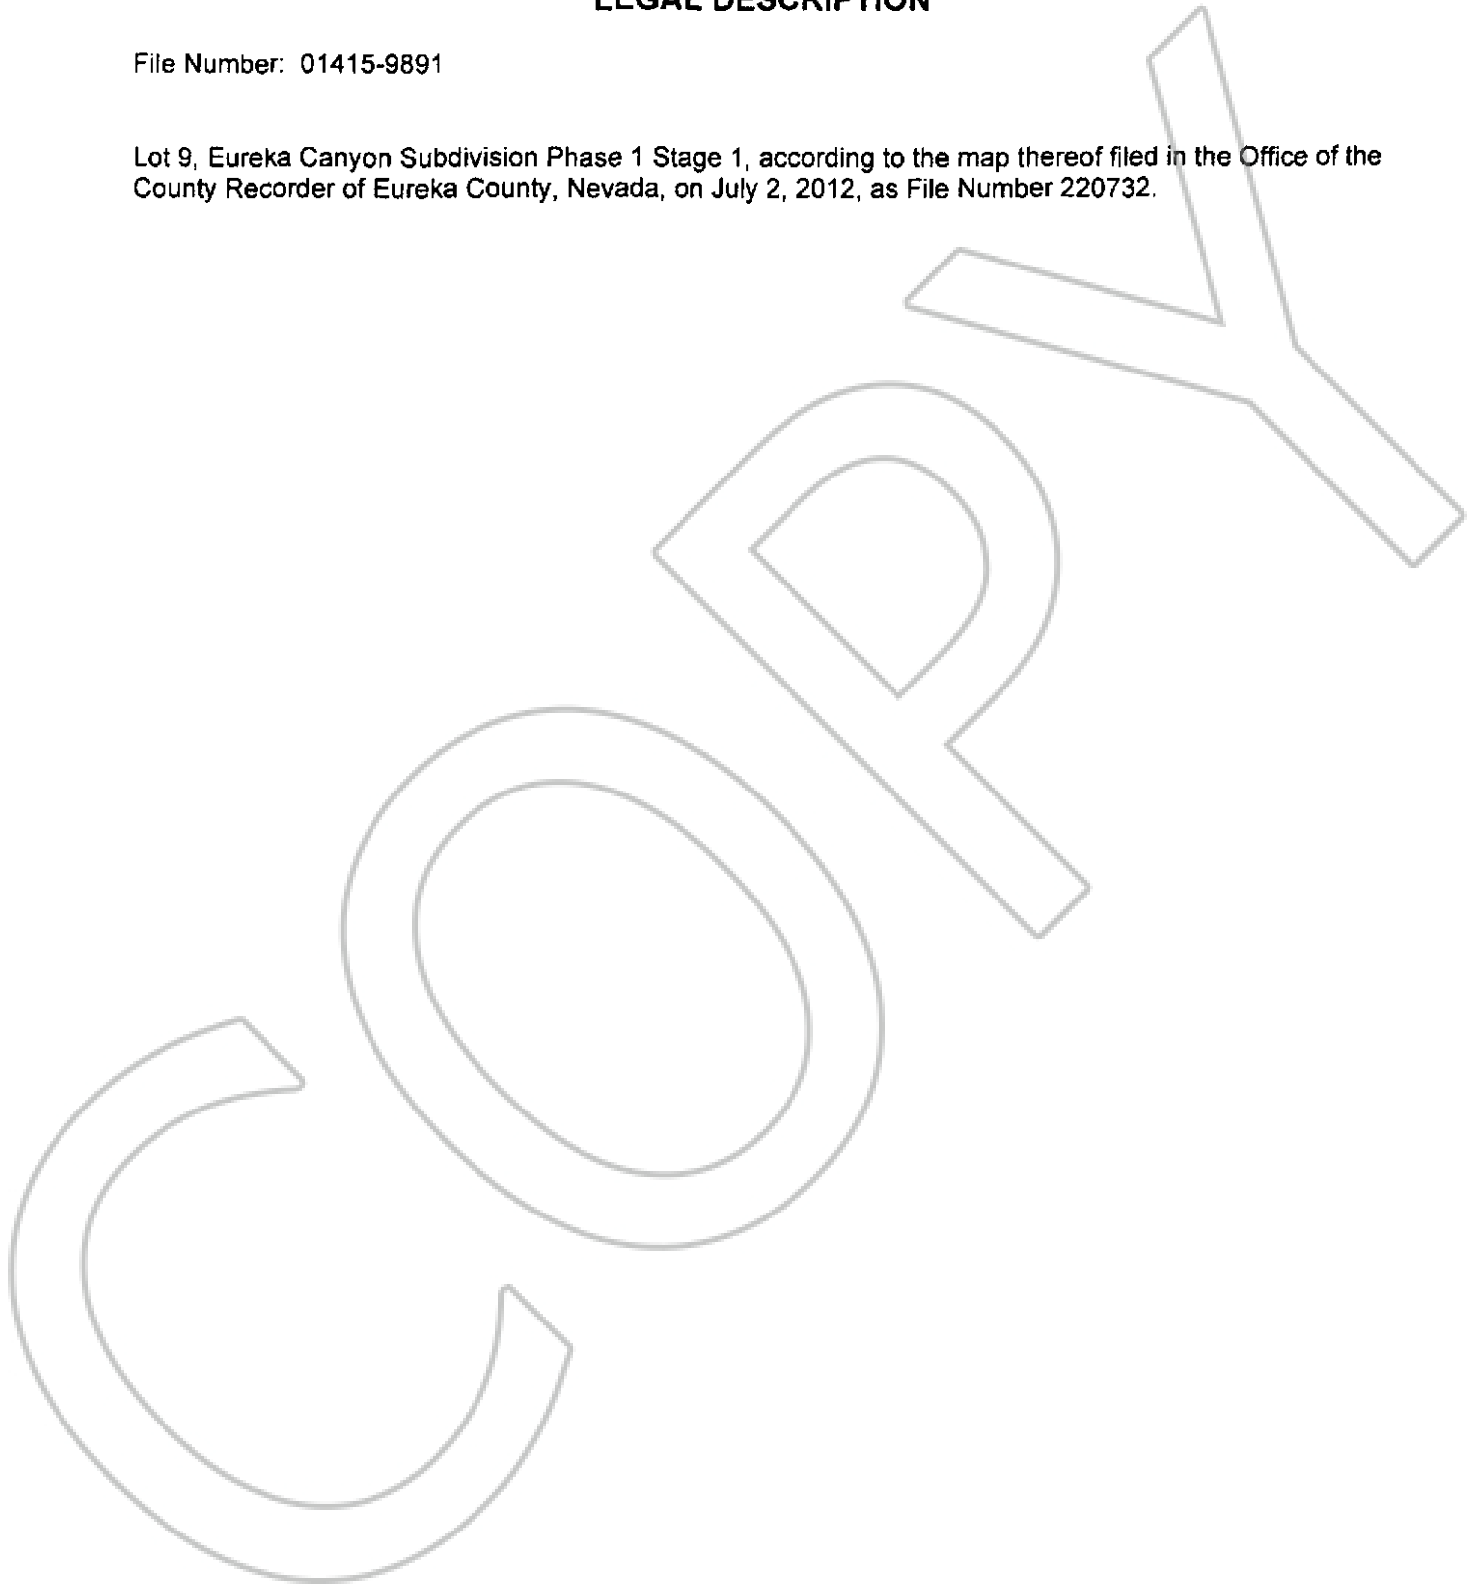 LEGAL DESCRIPTION
File Number: 01415-9891
Lot 9, Eureka Canyon Subdivision Phase 1 Stage 1, according to the map thereof filed in the Office of the
County Recorder of Eureka County, Nevada, on July 2, 2012, as File Number 220732.
COPY